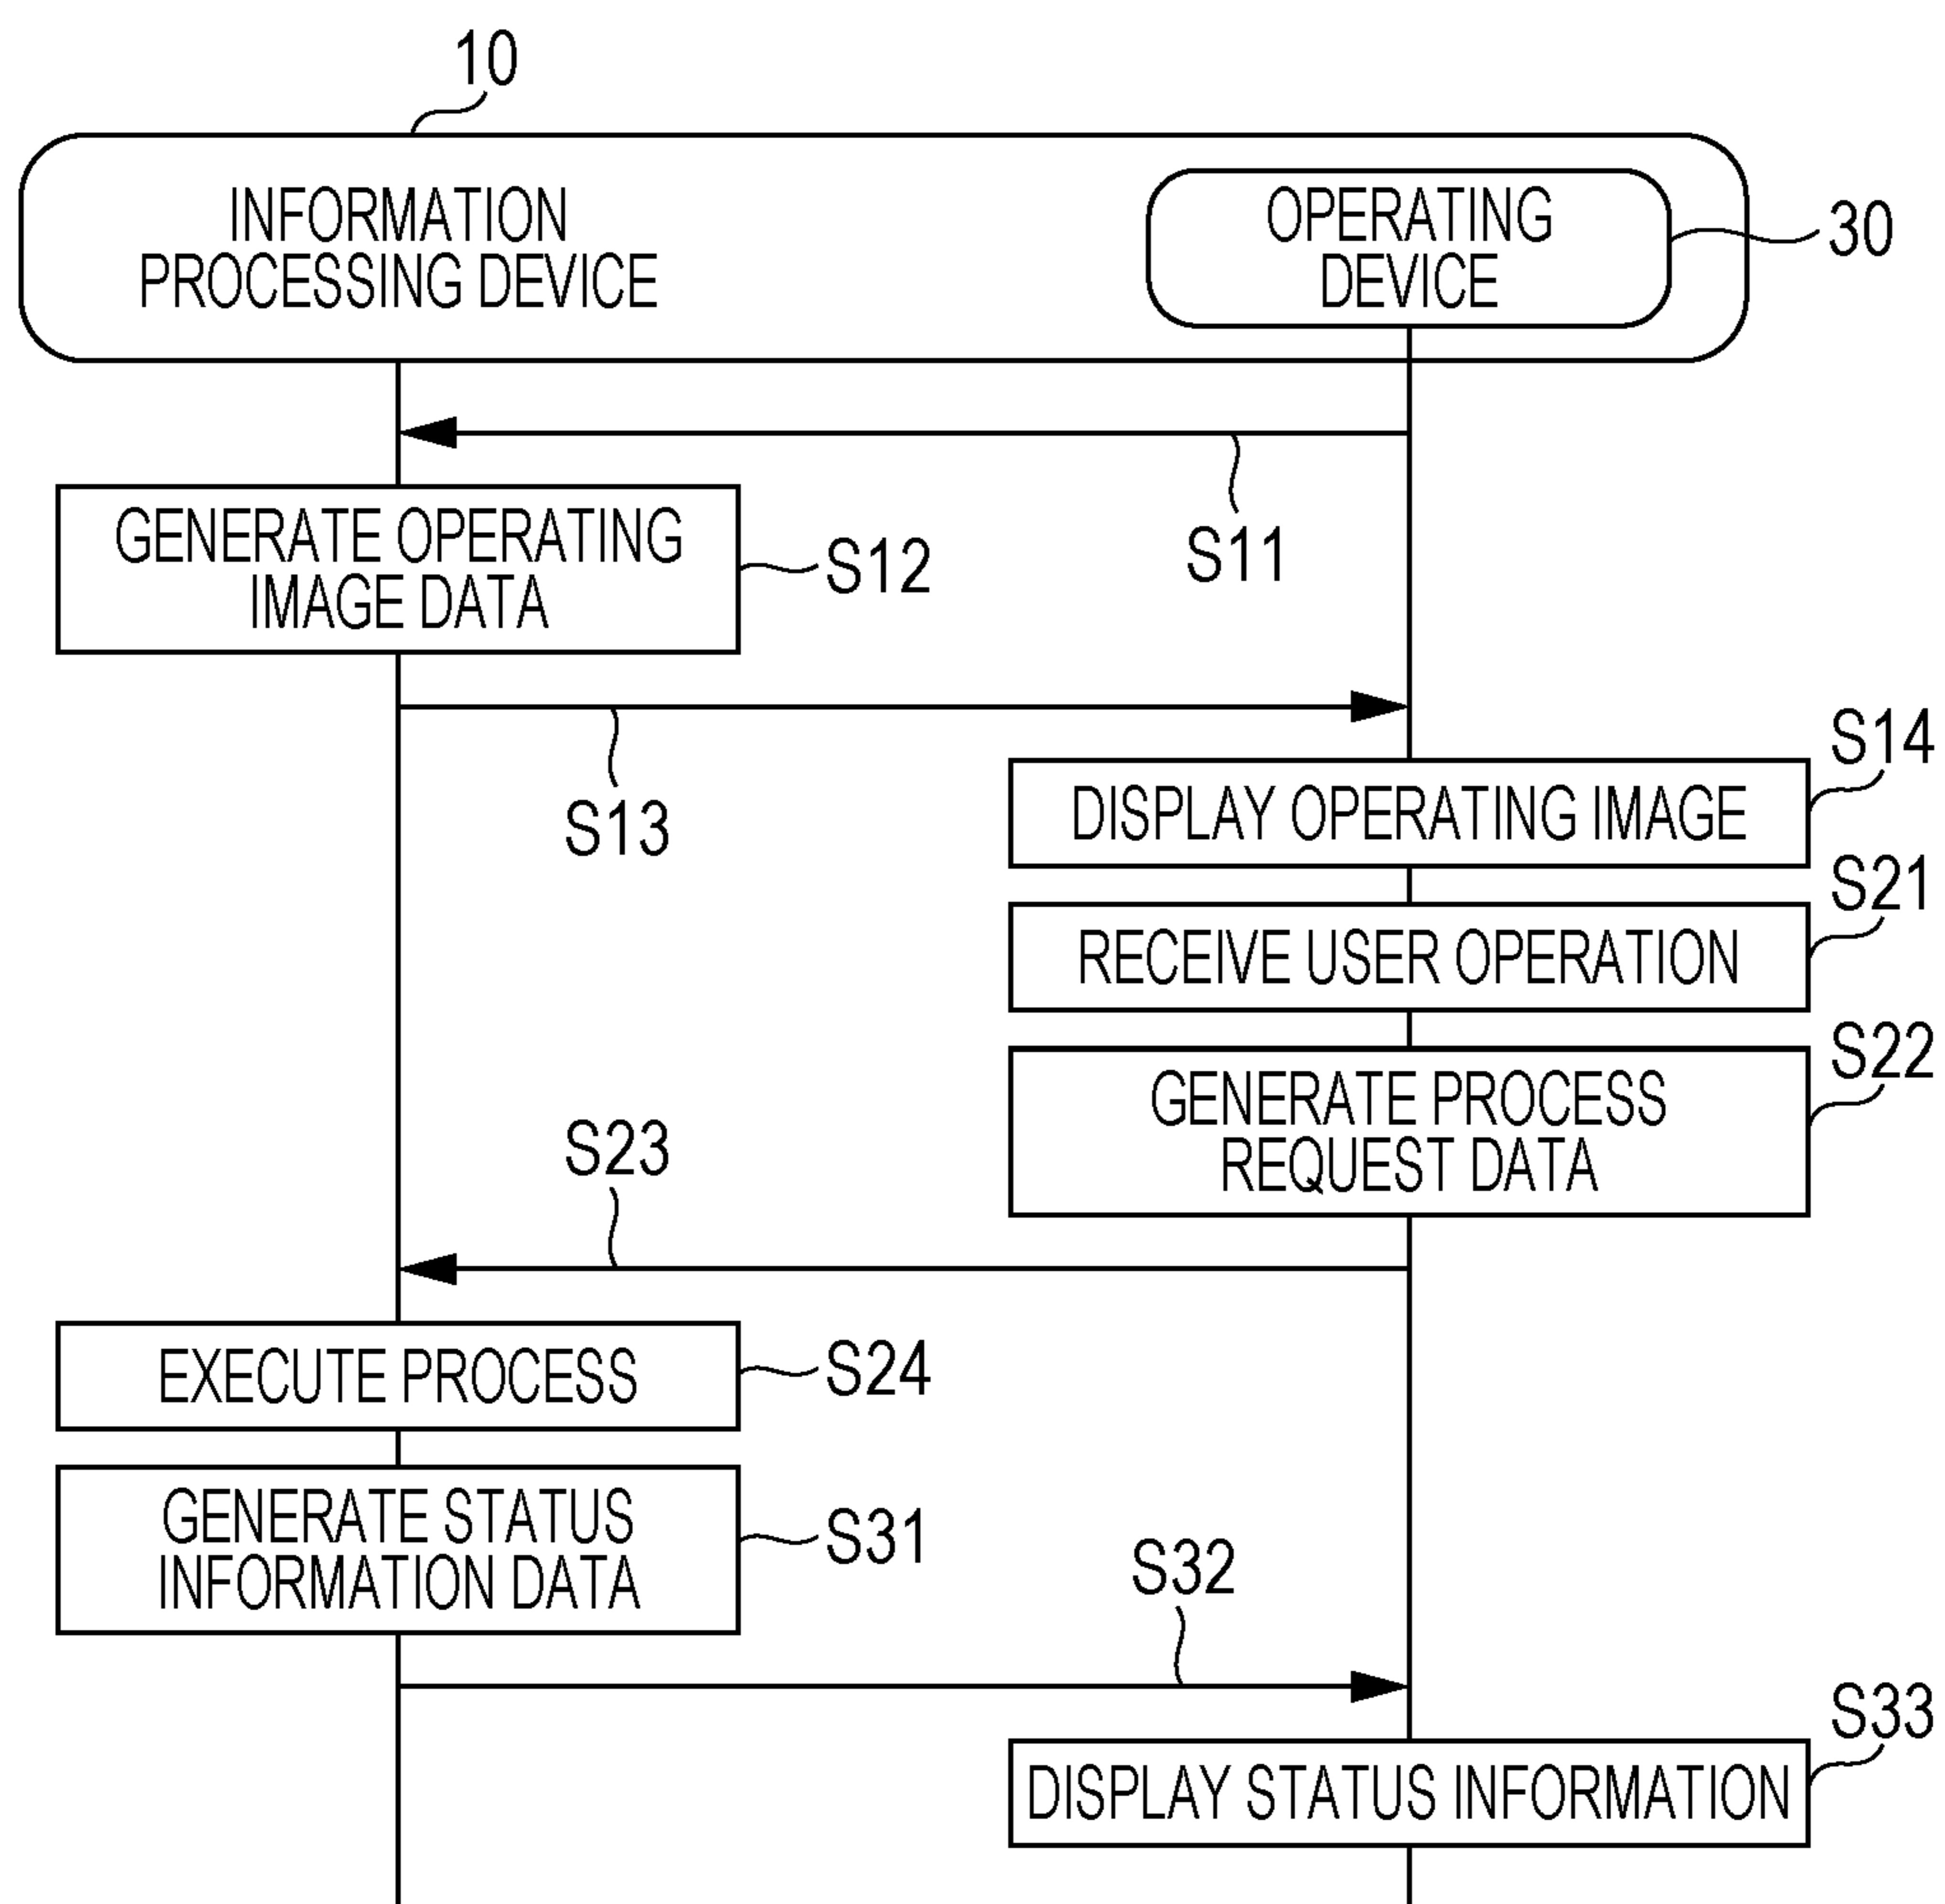 10
INFORMATION
PROCESSING DEVICE
OPERATING
DEVICE
30
S11
GENERATE OPERATING
IMAGE DATA
S12
S13
S14
DISPLAY OPERATING IMAGE
S21
RECEIVE USER OPERATION
S22
GENERATE PROCESS
REQUEST DATA
S23
EXECUTE PROCESS
S24
GENERATE STATUS
INFORMATION DATA
S31
S32
S33
DISPLAY STATUS INFORMATION